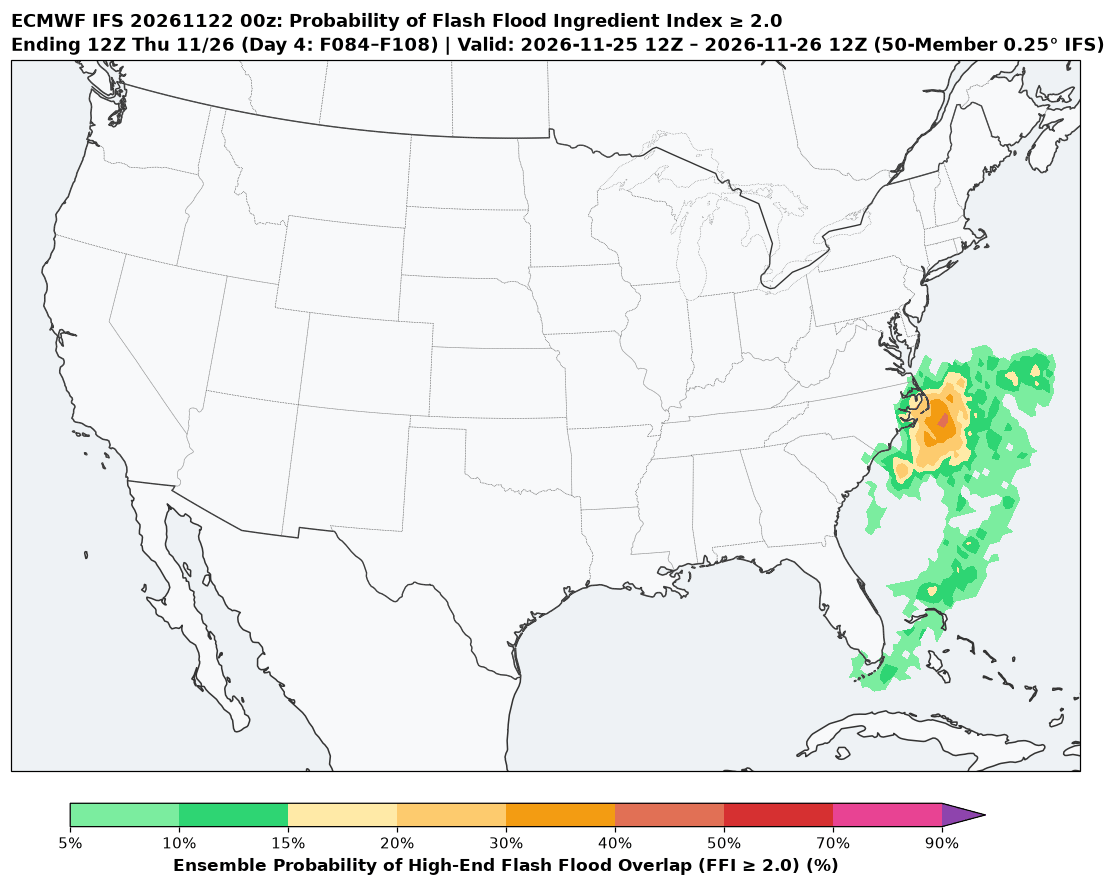 ECMWF IFS 20261122 00z: Probability of Flash Flood Ingredient Index ≥ 2.0
Ending 12Z Thu 11/26 (Day 4: F084–F108) | Valid: 2026-11-25 12Z – 2026-11-26 12Z (50-Member 0.25° IFS)
5% 10% 15% 20% 30% 40% 50% 70% 90%
Ensemble Probability of High-End Flash Flood Overlap (FFI ≥ 2.0) (%)